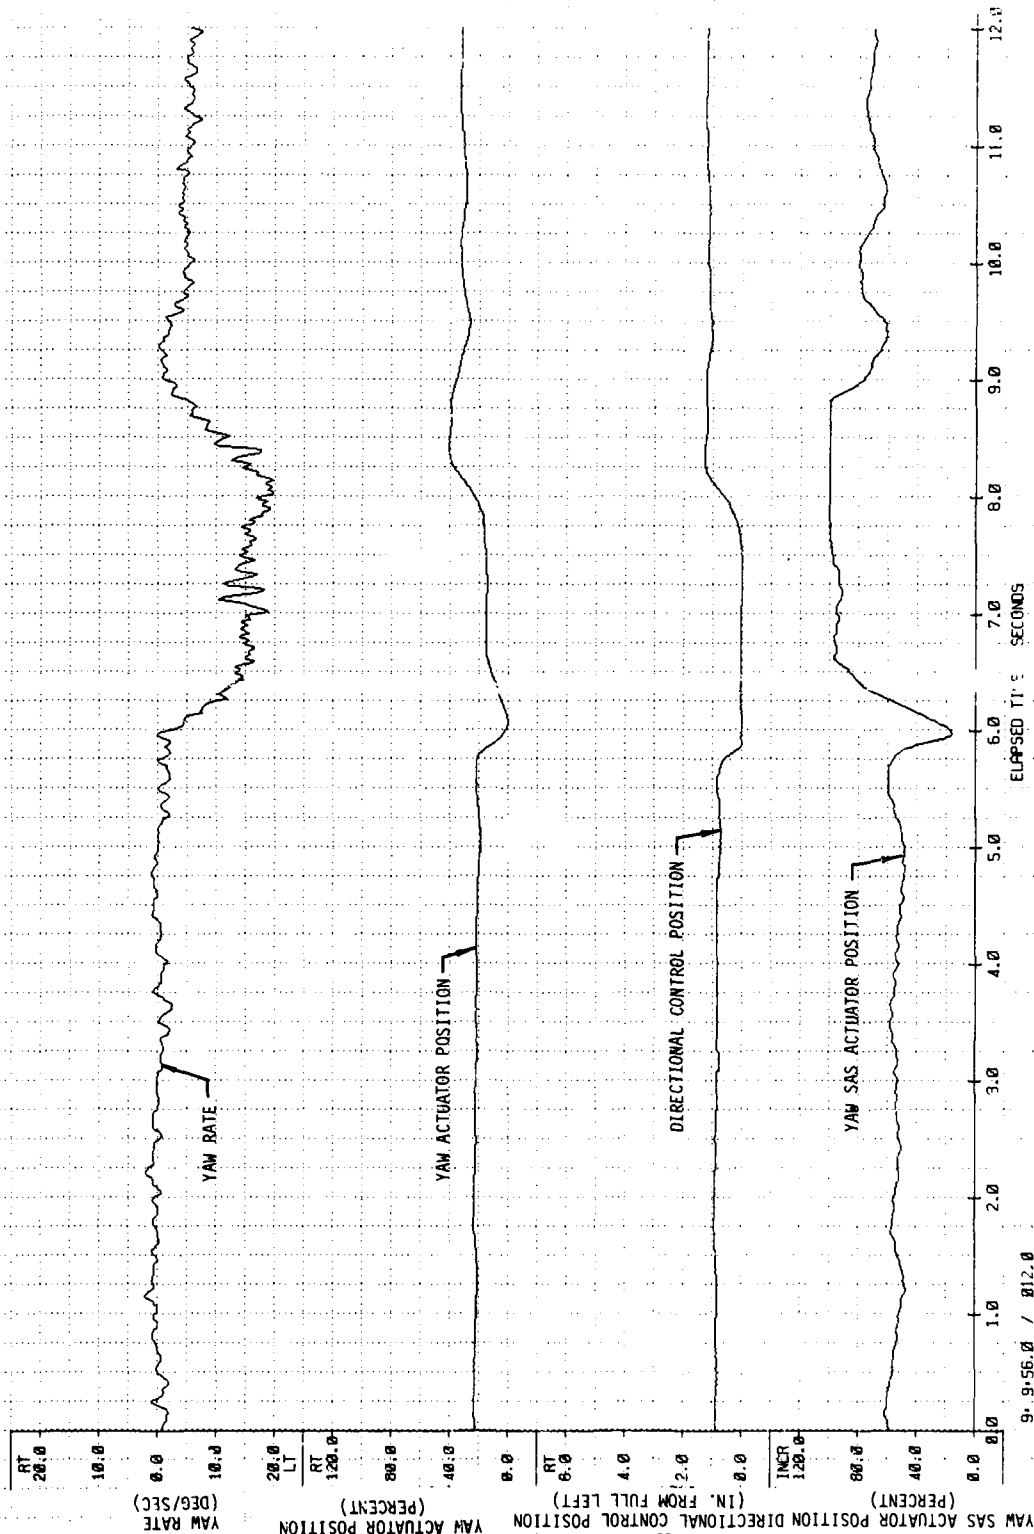 YAW RATE
(DEG/SEC)
RT
20.0
10.0
0.0
10.0
20.0
LT
YAW RATE
YAW ACTUATOR POSITION
(PERCENT)
RT
120.0
80.0
40.0
0.0
YAW ACTUATOR POSITION
DIRECTIONAL CONTROL POSITION
(IN. FROM FULL LEFT)
RT
6.0
4.0
2.0
0.0
DIRECTIONAL CONTROL POSITION
YAW SAS ACTUATOR POSITION
(PERCENT)
INCR
120.0
80.0
40.0
0.0
YAW SAS ACTUATOR POSITION
0.0 1.0 2.0 3.0 4.0 5.0 6.0 7.0 8.0 9.0 10.0 11.0 12.0
ELAPSED SECONDS
9: 9:56.0 / 012.0